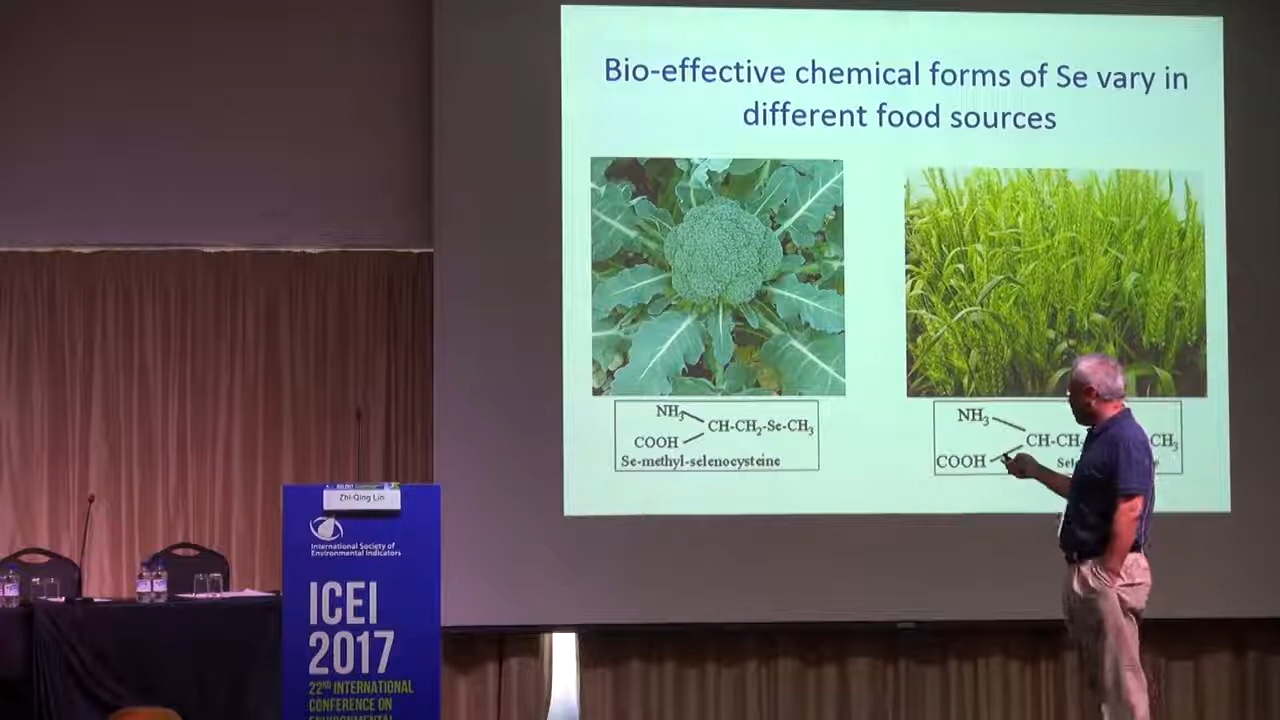 Bio-effective chemical forms of Se vary in
different food sources
NH₃
CH-CH₂-Se-CH₃
COOH
Se-methyl-selenocysteine
NH₃
CH-CH
CH₃
COOH
Zhi-Qing Lin
International Society of
Environmental Indicators
ICEI
2017
22ND INTERNATIONAL
CONFERENCE ON
ENVIRONMENTAL